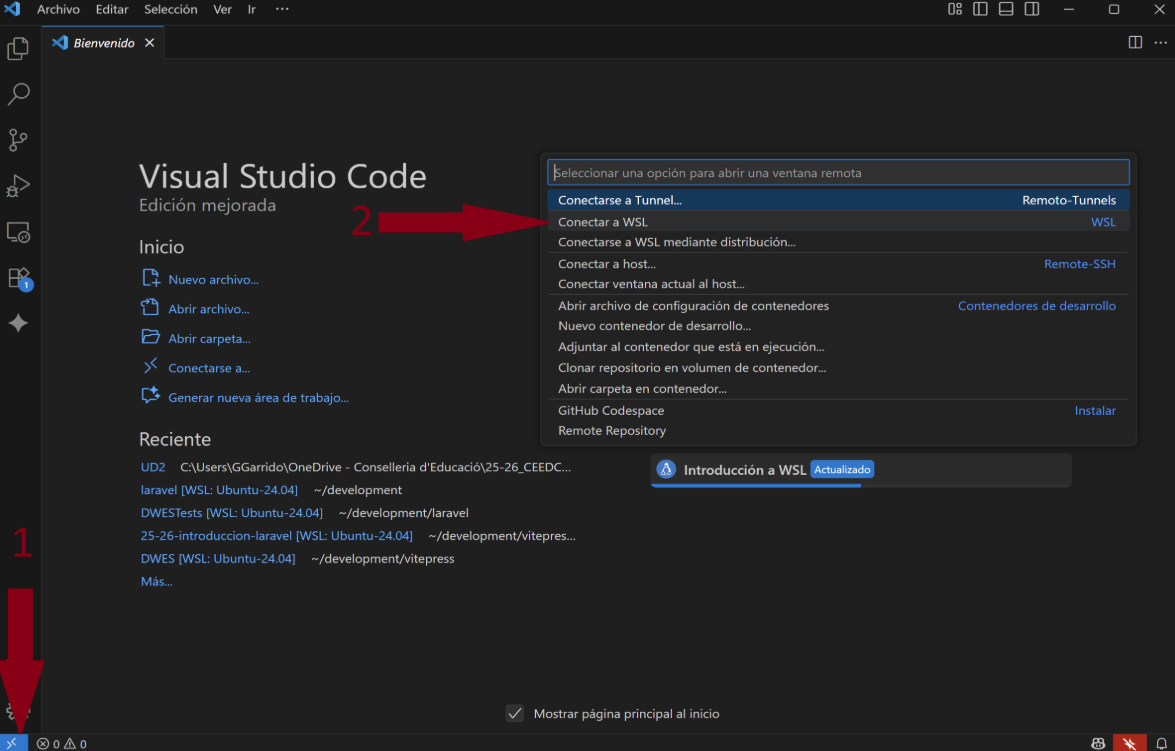 Archivo Editar Selección Ver Ir ···
Bienvenido
Visual Studio Code
Edición mejorada
Inicio
Nuevo archivo...
Abrir archivo...
Abrir carpeta...
Conectarse a...
Generar nueva área de trabajo...
Reciente
UD2 C:\Users\GGarrido\OneDrive - Conselleria d'Educació\25-26_CEEDC...
laravel [WSL: Ubuntu-24.04] ~/development
DWESTests [WSL: Ubuntu-24.04] ~/development/laravel
25-26-introduccion-laravel [WSL: Ubuntu-24.04] ~/development/vitepres...
DWES [WSL: Ubuntu-24.04] ~/development/vitepress
Más...
Seleccionar una opción para abrir una ventana remota
Conectarse a Tunnel... Remoto-Tunnels
Conectar a WSL WSL
Conectarse a WSL mediante distribución...
Conectar a host... Remote-SSH
Conectar ventana actual al host...
Abrir archivo de configuración de contenedores Contenedores de desarrollo
Nuevo contenedor de desarrollo...
Adjuntar al contenedor que está en ejecución...
Clonar repositorio en volumen de contenedor...
Abrir carpeta en contenedor...
GitHub Codespace Instalar
Remote Repository
Introducción a WSL Actualizado
2
1
1
Mostrar página principal al inicio
0 0